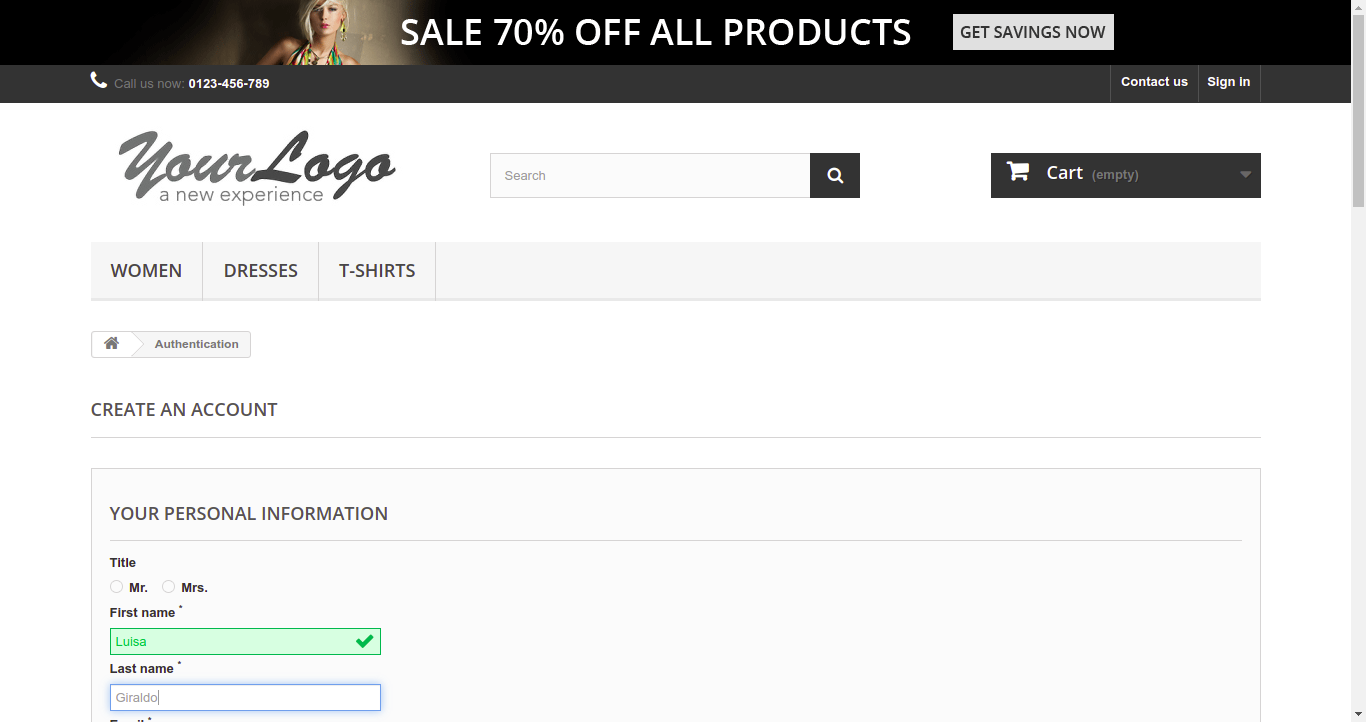 SALE 70% OFF ALL PRODUCTS
GET SAVINGS NOW
Call us now: 0123-456-789
Contact us
Sign in
YourLogo
a new experience
Search
Cart (empty)
WOMEN
DRESSES
T-SHIRTS
Authentication
CREATE AN ACCOUNT
YOUR PERSONAL INFORMATION
Title
Mr.
Mrs.
First name *
Luisa
Last name *
Giraldo